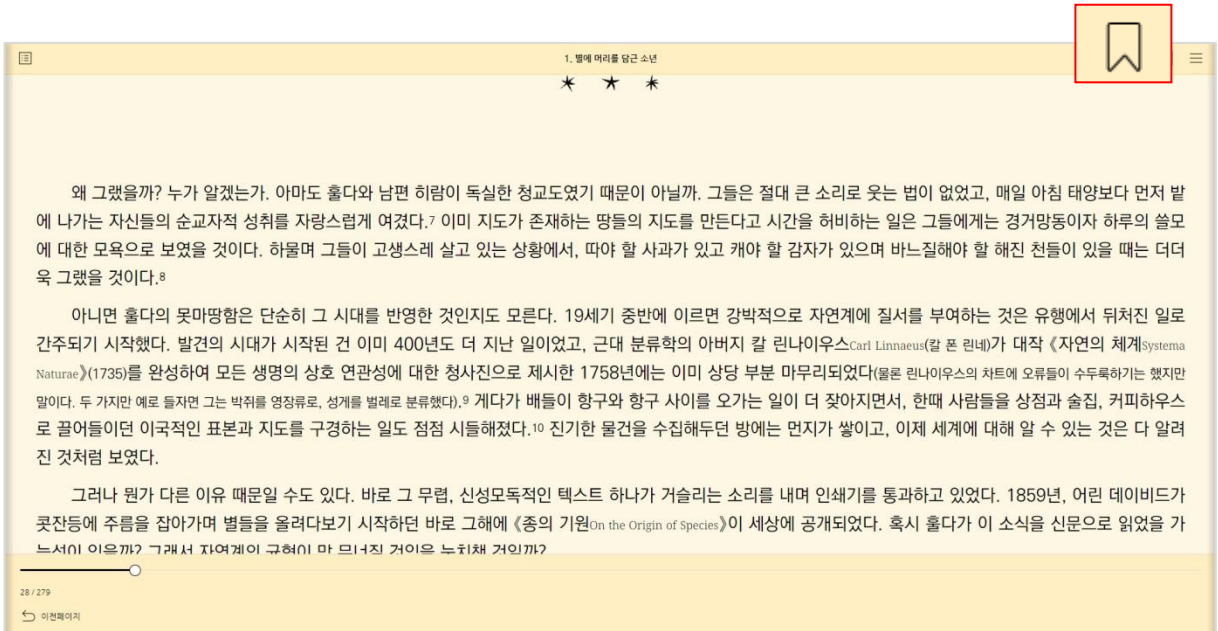 1. 별에 머리를 담근 소년
왜 그랬을까? 누가 알겠는가. 아마도 훌다와 남편 히람이 독실한 청교도였기 때문이 아닐까. 그들은 절대 큰 소리로 웃는 법이 없었고, 매일 아침 태양보다 먼저 밭
에 나가는 자신들의 순교자적 성취를 자랑스럽게 여겼다.7 이미 지도가 존재하는 땅들의 지도를 만든다고 시간을 허비하는 일은 그들에게는 경거망동이자 하루의 쓸모
에 대한 모욕으로 보였을 것이다. 하물며 그들이 고생스레 살고 있는 상황에서, 따야 할 사과가 있고 캐야 할 감자가 있으며 바느질해야 할 해진 천들이 있을 때는 더더
욱 그랬을 것이다.8
아니면 훌다의 못마땅함은 단순히 그 시대를 반영한 것인지도 모른다. 19세기 중반에 이르면 강박적으로 자연계에 질서를 부여하는 것은 유행에서 뒤처진 일로
간주되기 시작했다. 발견의 시대가 시작된 건 이미 400년도 더 지난 일이었고, 근대 분류학의 아버지 칼 린나이우스Carl Linnaeus(칼 폰 린네)가 대작 《자연의 체계Systema
Naturae》(1735)를 완성하여 모든 생명의 상호 연관성에 대한 청사진으로 제시한 1758년에는 이미 상당 부분 마무리되었다(물론 린나이우스의 차트에 오류들이 수두룩하기는 했지만
말이다. 두 가지만 예로 들자면 그는 박쥐를 영장류로, 성게를 벌레로 분류했다).9 게다가 배들이 항구와 항구 사이를 오가는 일이 더 잦아지면서, 한때 사람들을 상점과 술집, 커피하우스
로 끌어들이던 이국적인 표본과 지도를 구경하는 일도 점점 시들해졌다.10 진기한 물건을 수집해두던 방에는 먼지가 쌓이고, 이제 세계에 대해 알 수 있는 것은 다 알려
진 것처럼 보였다.
그러나 뭔가 다른 이유 때문일 수도 있다. 바로 그 무렵, 신성모독적인 텍스트 하나가 거슬리는 소리를 내며 인쇄기를 통과하고 있었다. 1859년, 어린 데이비드가
콧잔등에 주름을 잡아가며 별들을 올려다보기 시작하던 바로 그해에 《종의 기원On the Origin of Species》이 세상에 공개되었다. 혹시 훌다가 이 소식을 신문으로 읽었을 가
능성이 있을까? 그래서 자연계의 균형이 막 무너질 것임을 눈치챈 것일까?
28 / 279
이전페이지